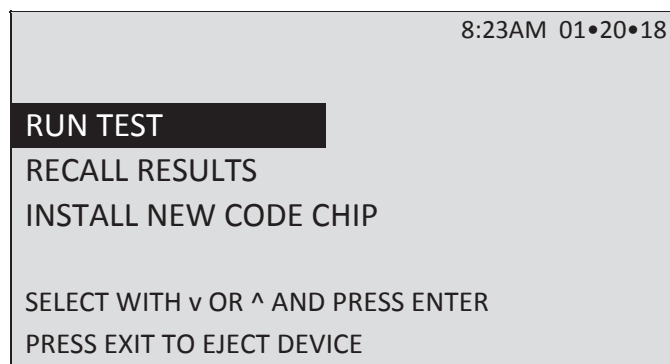 8:23AM 01•20•18
RUN TEST
RECALL RESULTS
INSTALL NEW CODE CHIP
SELECT WITH v OR ^ AND PRESS ENTER
PRESS EXIT TO EJECT DEVICE